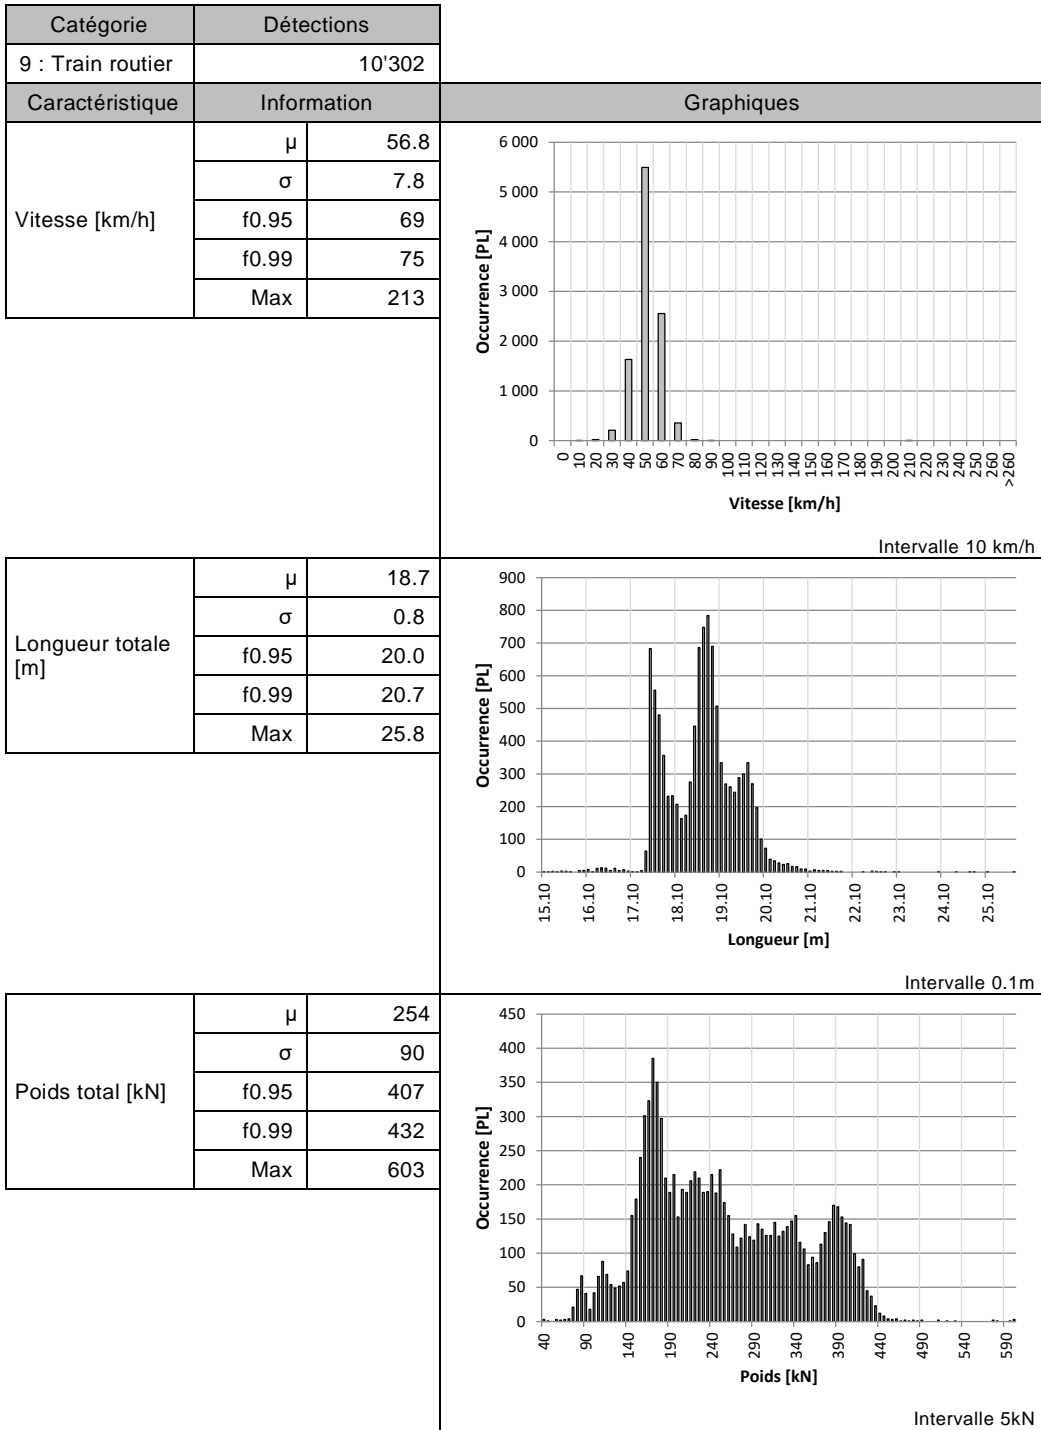 Catégorie Détections
9 : Train routier 10'302
Caractéristique Information Graphiques
Vitesse [km/h]
µ 56.8
σ 7.8
f0.95 69
f0.99 75
Max 213
6 000
5 000
4 000
3 000
2 000
1 000
0
Occurrence [PL]
0 10 20 30 40 50 60 70 80 90 100 110 120 130 140 150 160 170 180 190 200 210 220 230 240 250 260 >260
Vitesse [km/h]
Intervalle 10 km/h
Longueur totale
[m]
µ 18.7
σ 0.8
f0.95 20.0
f0.99 20.7
Max 25.8
900
800
700
600
500
400
300
200
100
0
Occurrence [PL]
15.10 16.10 17.10 18.10 19.10 20.10 21.10 22.10 23.10 24.10 25.10
Longueur [m]
Intervalle 0.1m
Poids total [kN]
µ 254
σ 90
f0.95 407
f0.99 432
Max 603
450
400
350
300
250
200
150
100
50
0
Occurrence [PL]
40 90 140 190 240 290 340 390 440 490 540 590
Poids [kN]
Intervalle 5kN